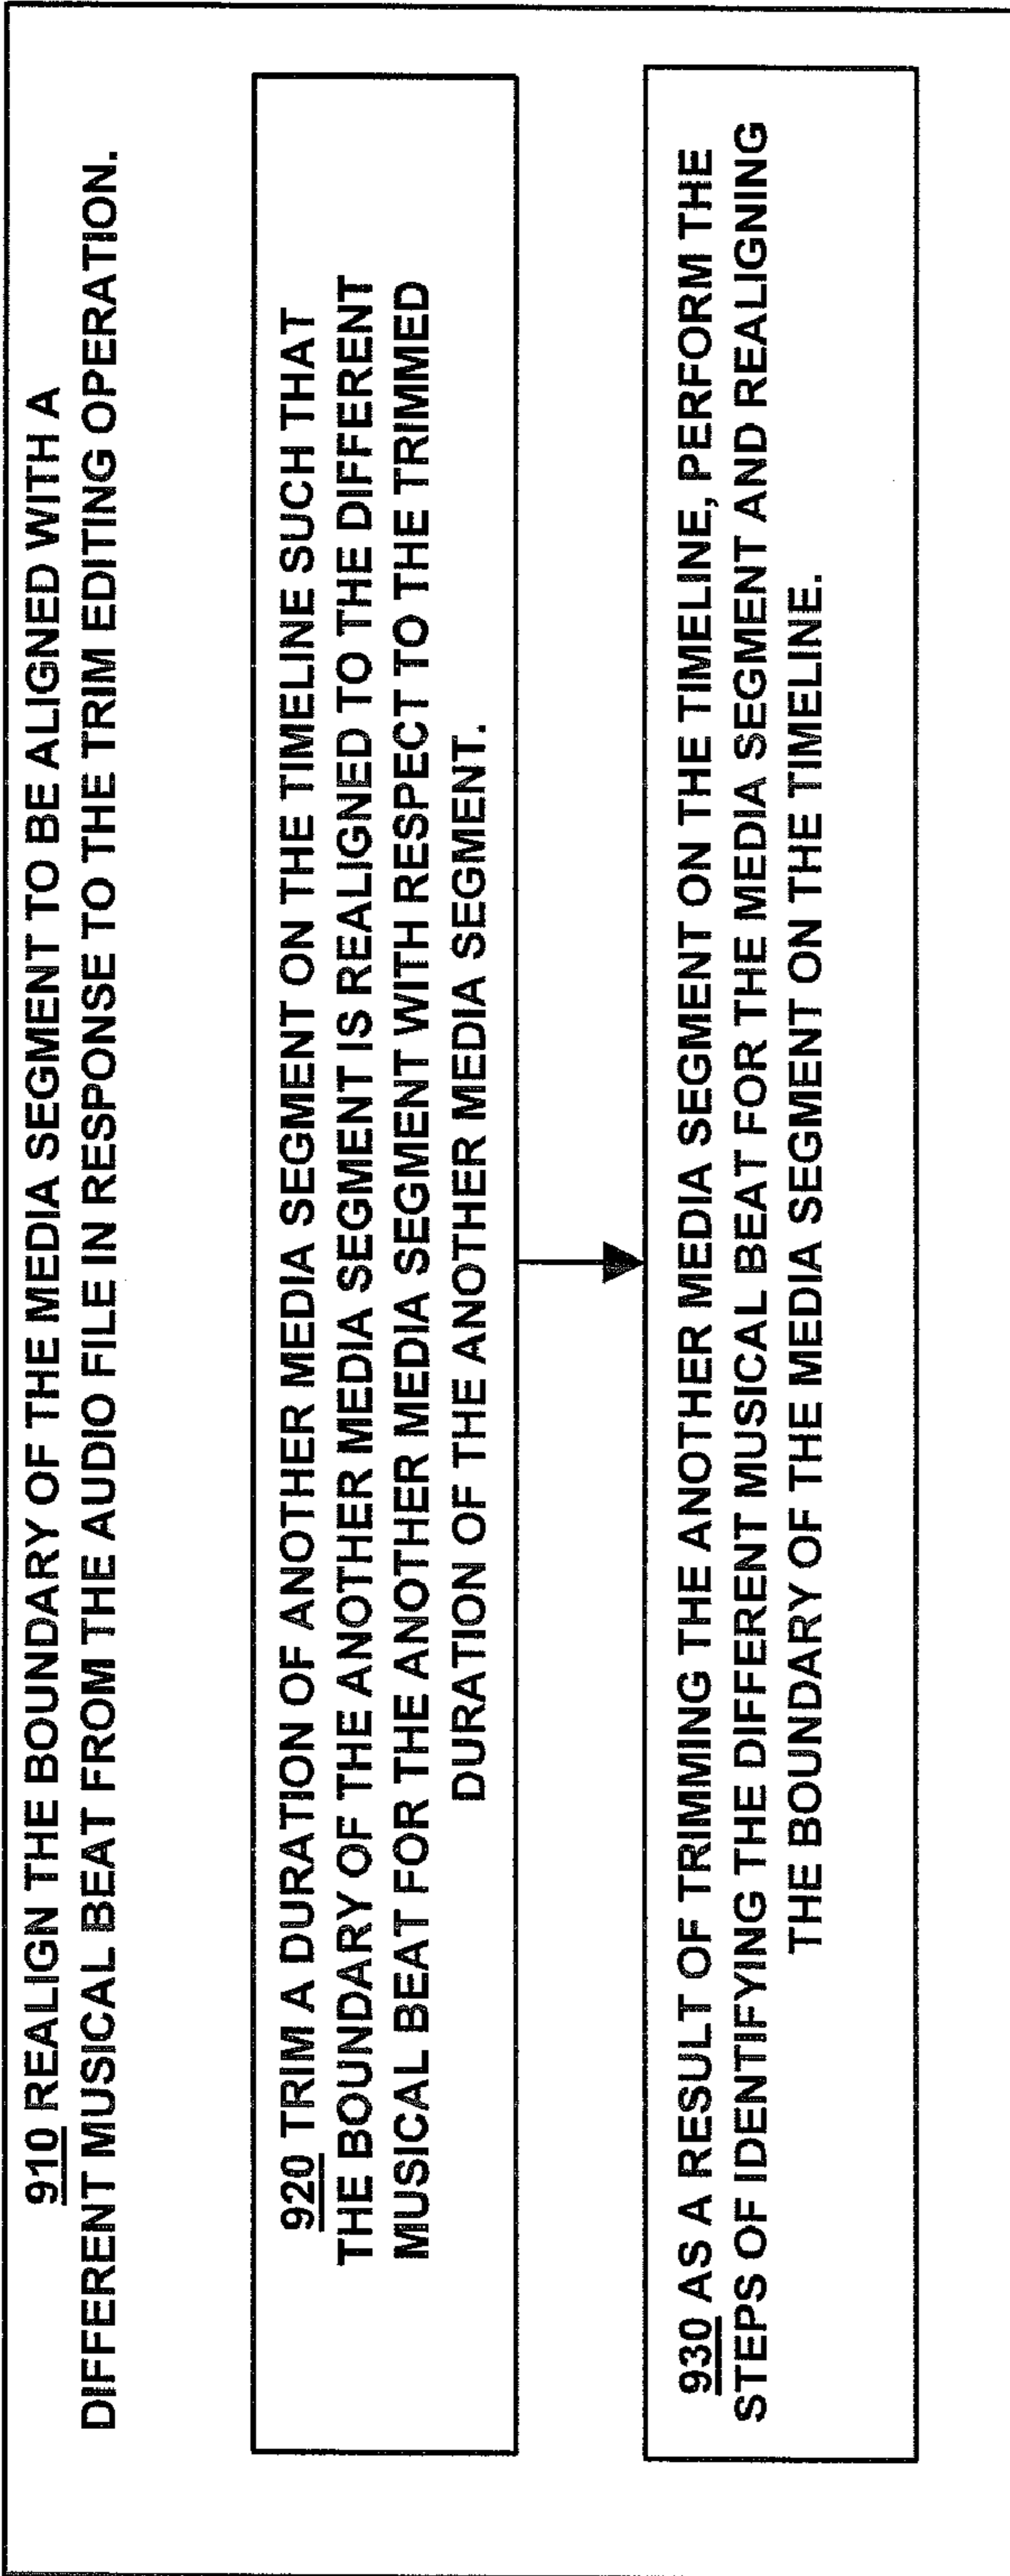 910 REALIGN THE BOUNDARY OF THE MEDIA SEGMENT TO BE ALIGNED WITH A
DIFFERENT MUSICAL BEAT FROM THE AUDIO FILE IN RESPONSE TO THE TRIM EDITING OPERATION.
920 TRIM A DURATION OF ANOTHER MEDIA SEGMENT ON THE TIMELINE SUCH THAT
THE BOUNDARY OF THE ANOTHER MEDIA SEGMENT IS REALIGNED TO THE DIFFERENT
MUSICAL BEAT FOR THE ANOTHER MEDIA SEGMENT WITH RESPECT TO THE TRIMMED
DURATION OF THE ANOTHER MEDIA SEGMENT.
930 AS A RESULT OF TRIMMING THE ANOTHER MEDIA SEGMENT ON THE TIMELINE, PERFORM THE
STEPS OF IDENTIFYING THE DIFFERENT MUSICAL BEAT FOR THE MEDIA SEGMENT AND REALIGNING
THE BOUNDARY OF THE MEDIA SEGMENT ON THE TIMELINE.